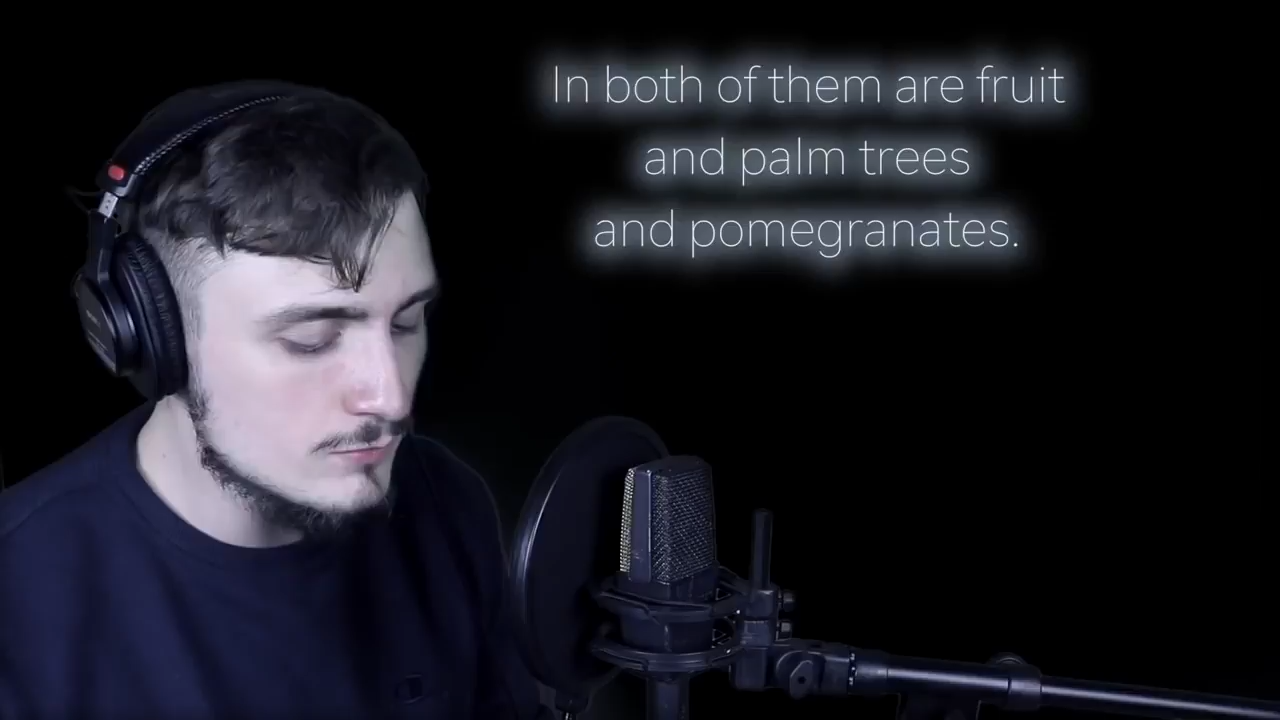 In both of them are fruit
and palm trees
and pomegranates.